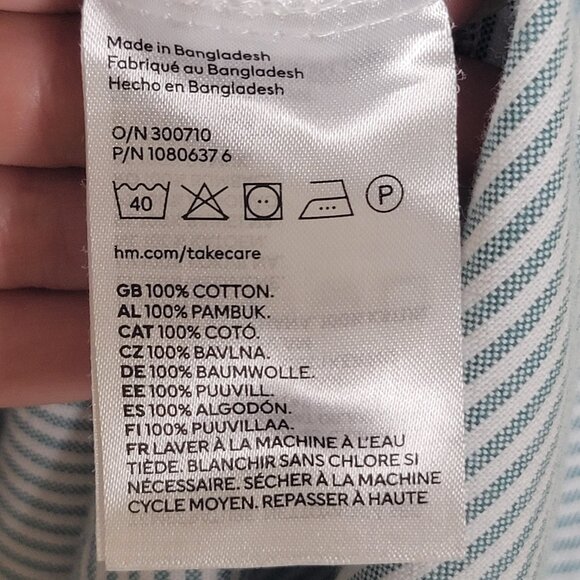 Made in Bangladesh
Fabriqué au Bangladesh
Hecho en Bangladesh
O/N 300710
P/N 1080637 6
40
P
hm.com/takecare
GB 100% COTTON.
AL 100% PAMBUK.
CAT 100% COTÓ.
CZ 100% BAVLNA.
DE 100% BAUMWOLLE.
EE 100% PUUVILL.
ES 100% ALGODÓN.
FI 100% PUUVILLAA.
FR LAVER À LA MACHINE À L'EAU
TIÈDE. BLANCHIR SANS CHLORE SI
NÉCESSAIRE. SÉCHER À LA MACHINE
CYCLE MOYEN. REPASSER À HAUTE